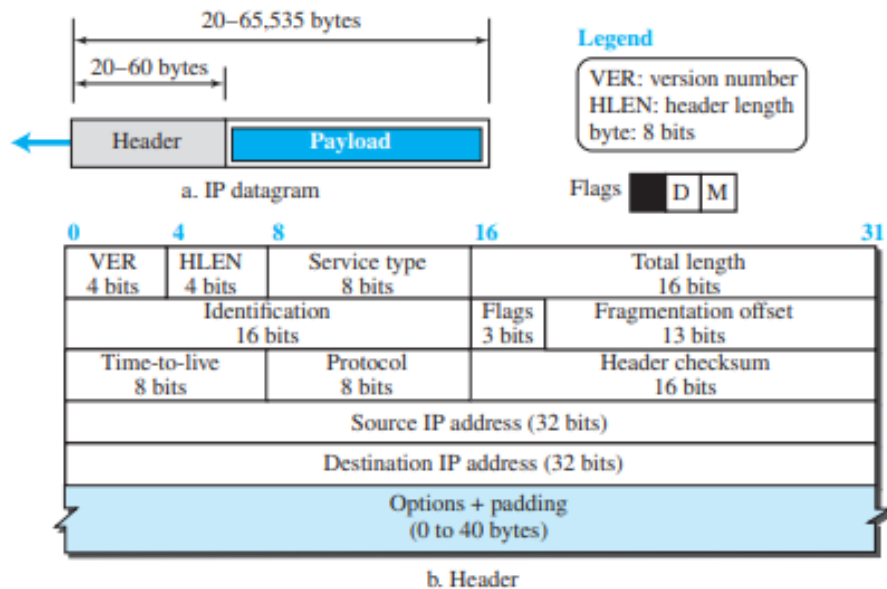 20–65,535 bytes
20–60 bytes
Header
Payload
a. IP datagram
Legend
VER: version number
HLEN: header length
byte: 8 bits
Flags D M
0 4 8 16 31
VER HLEN Service type Total length
4 bits 4 bits 8 bits 16 bits
Identification Flags Fragmentation offset
16 bits 3 bits 13 bits
Time-to-live Protocol Header checksum
8 bits 8 bits 16 bits
Source IP address (32 bits)
Destination IP address (32 bits)
Options + padding
(0 to 40 bytes)
b. Header